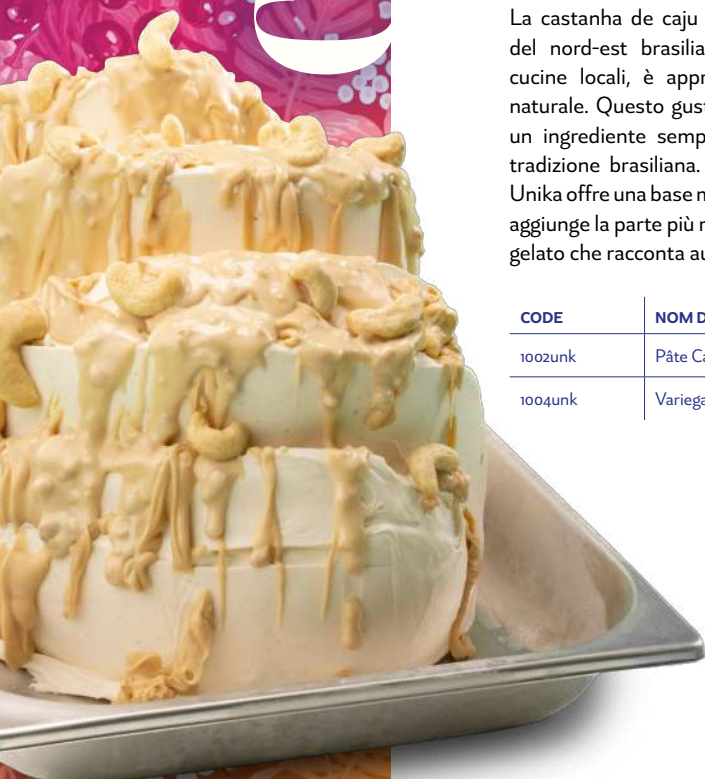 La castanha de caju
del nord-est brasilia
cucine locali, è appr
naturale. Questo gus
un ingrediente semp
tradizione brasiliana.
Unika offre una base n
aggiunge la parte più r
gelato che racconta au
CODE NOM D
1002unk Pâte Ca
1004unk Variega